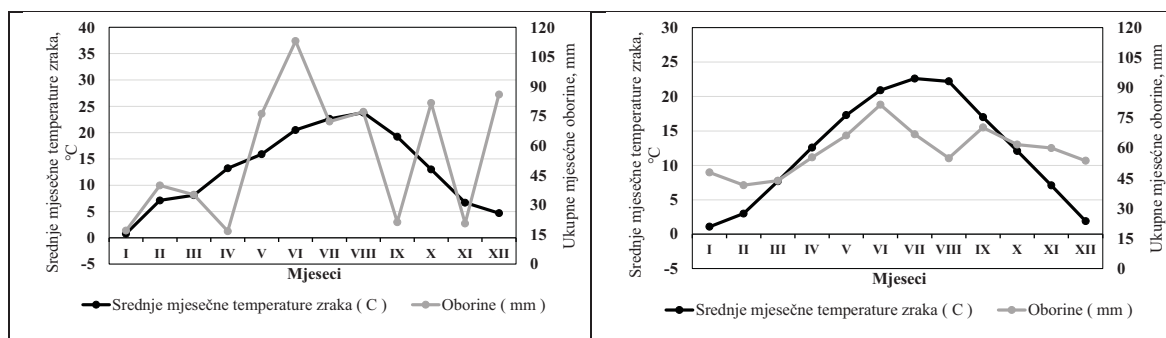 Srednje mjesečne temperature zraka,
°C
40
35
30
25
20
15
10
5
0
-5
120
105
90
75
60
45
30
15
0
Ukupne mjesečne oborine, mm
I II III IV V VI VII VIII IX X XI XII
Mjeseci
Srednje mjesečne temperature zraka ( C )
Oborine ( mm )
Srednje mjesečne temperature zraka,
°C
30
25
20
15
10
5
0
-5
120
105
90
75
60
45
30
15
0
Ukupne mjesečne oborine, mm
I II III IV V VI VII VIII IX X XI XII
Mjeseci
Srednje mjesečne temperature zraka ( C )
Oborine ( mm )